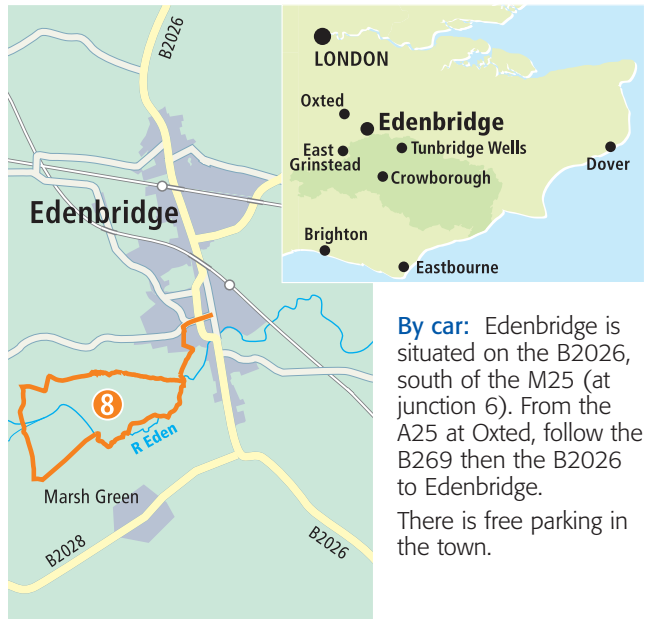 B2026
Edenbridge
8
R Eden
Marsh Green
B2028
B2026
LONDON
Oxted
Edenbridge
East
Grinstead
Tunbridge Wells
Crowborough
Dover
Brighton
Eastbourne
By car: Edenbridge is
situated on the B2026,
south of the M25 (at
junction 6). From the
A25 at Oxted, follow the
B269 then the B2026
to Edenbridge.
There is free parking in
the town.